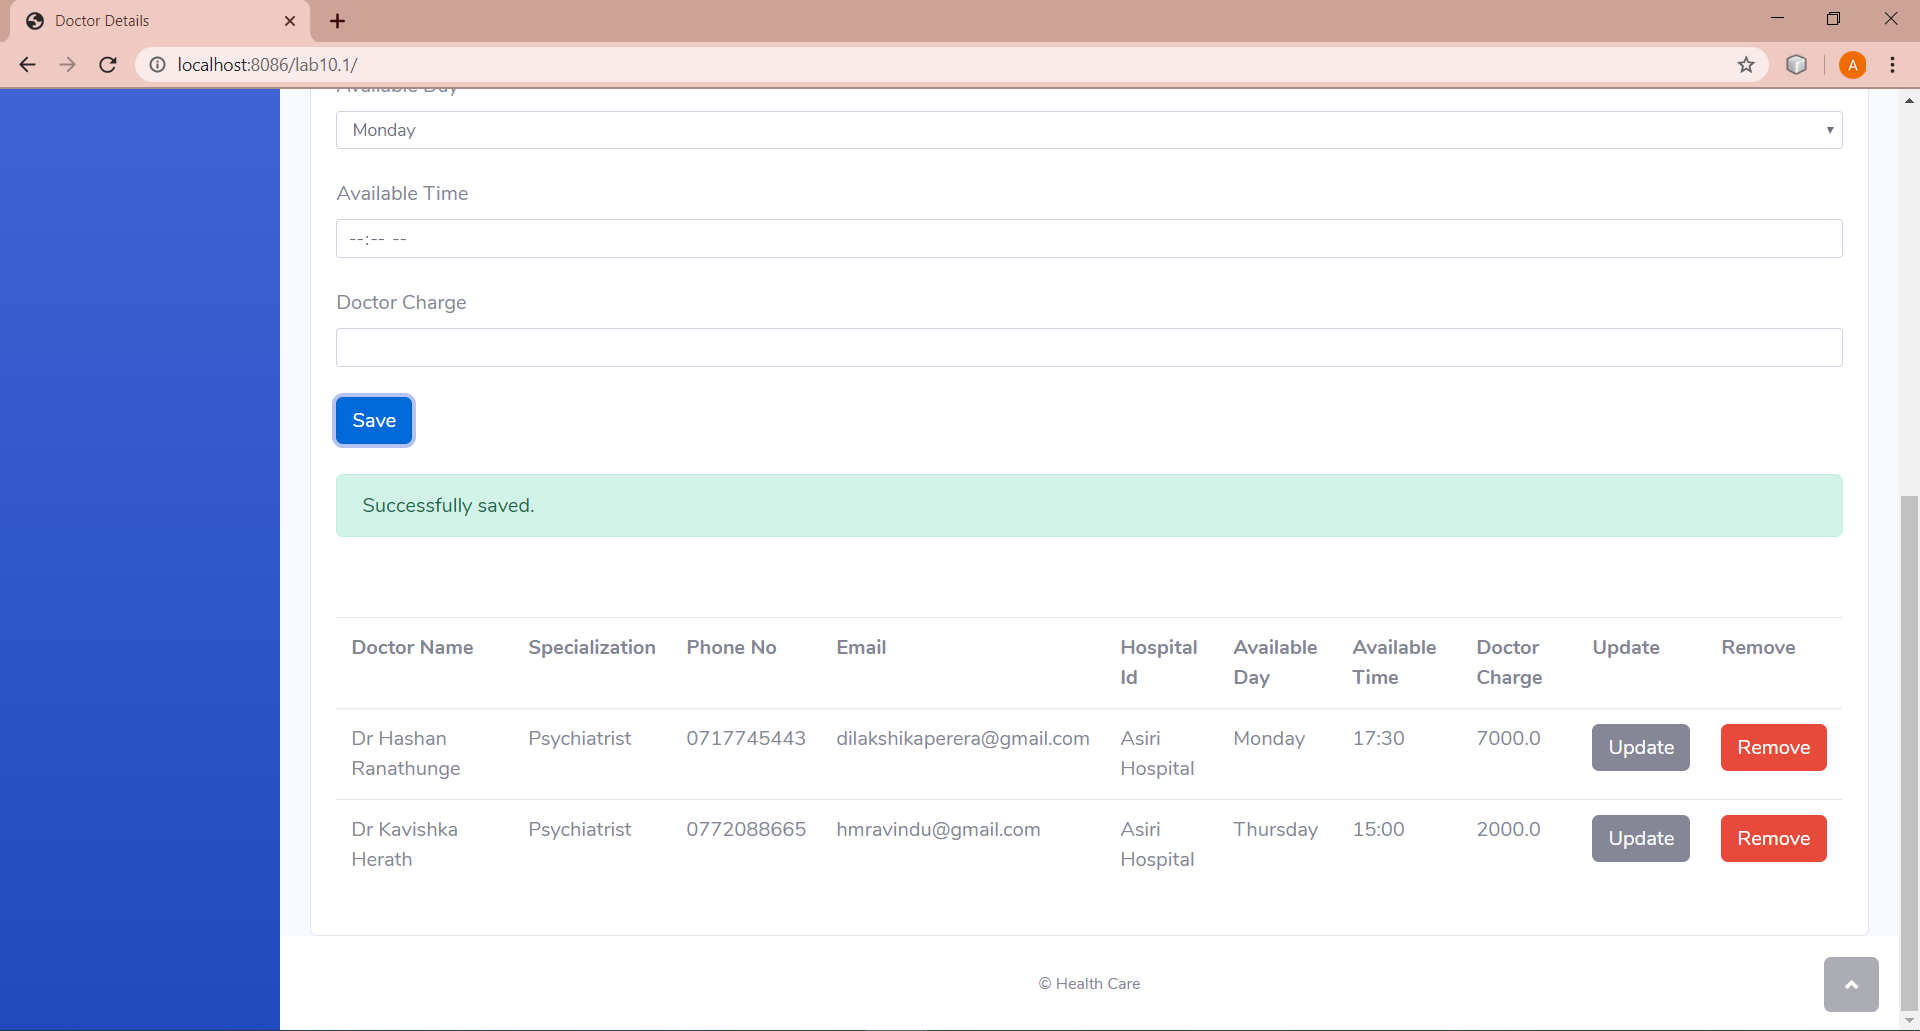 Doctor Details
localhost:8086/lab10.1/
A
Available Day
Monday
Available Time
--:-- --
Doctor Charge
Save
Successfully saved.
Doctor Name Specialization Phone No Email Hospital Id Available Day Available Time Doctor Charge Update Remove
Dr Hashan Ranathunge Psychiatrist 0717745443 dilakshikaperera@gmail.com Asiri Hospital Monday 17:30 7000.0 Update Remove
Dr Kavishka Herath Psychiatrist 0772088665 hmravindu@gmail.com Asiri Hospital Thursday 15:00 2000.0 Update Remove
© Health Care